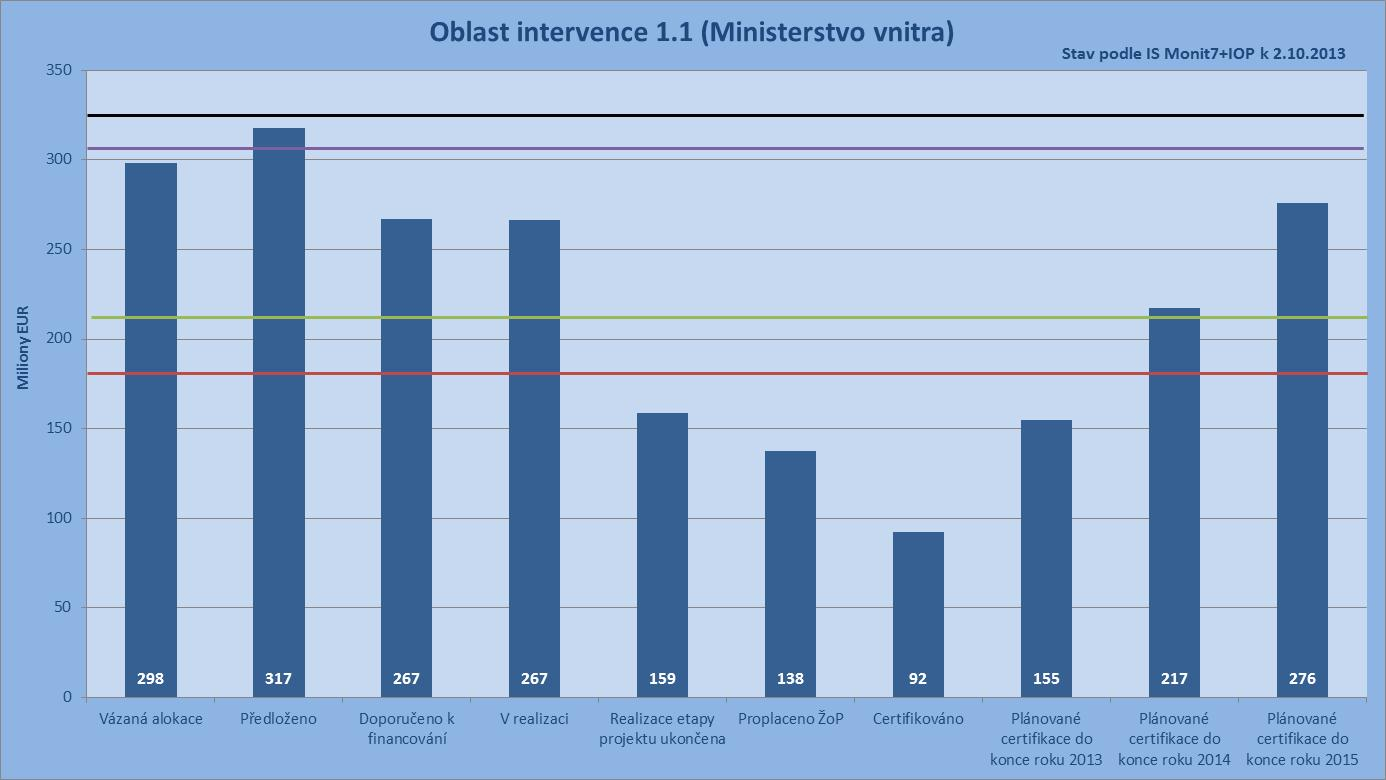 Oblast intervence 1.1 (Ministerstvo vnitra)
Stav podle IS Monit7+IOP k 2.10.2013
Miliony EUR
350
300
250
200
150
100
50
0
298
317
267
267
159
138
92
155
217
276
Vázaná alokace
Předloženo
Doporučeno k
financování
V realizaci
Realizace etapy
projektu ukončena
Proplaceno ŽoP
Certifikováno
Plánované
certifikace do
konce roku 2013
Plánované
certifikace do
konce roku 2014
Plánované
certifikace do
konce roku 2015